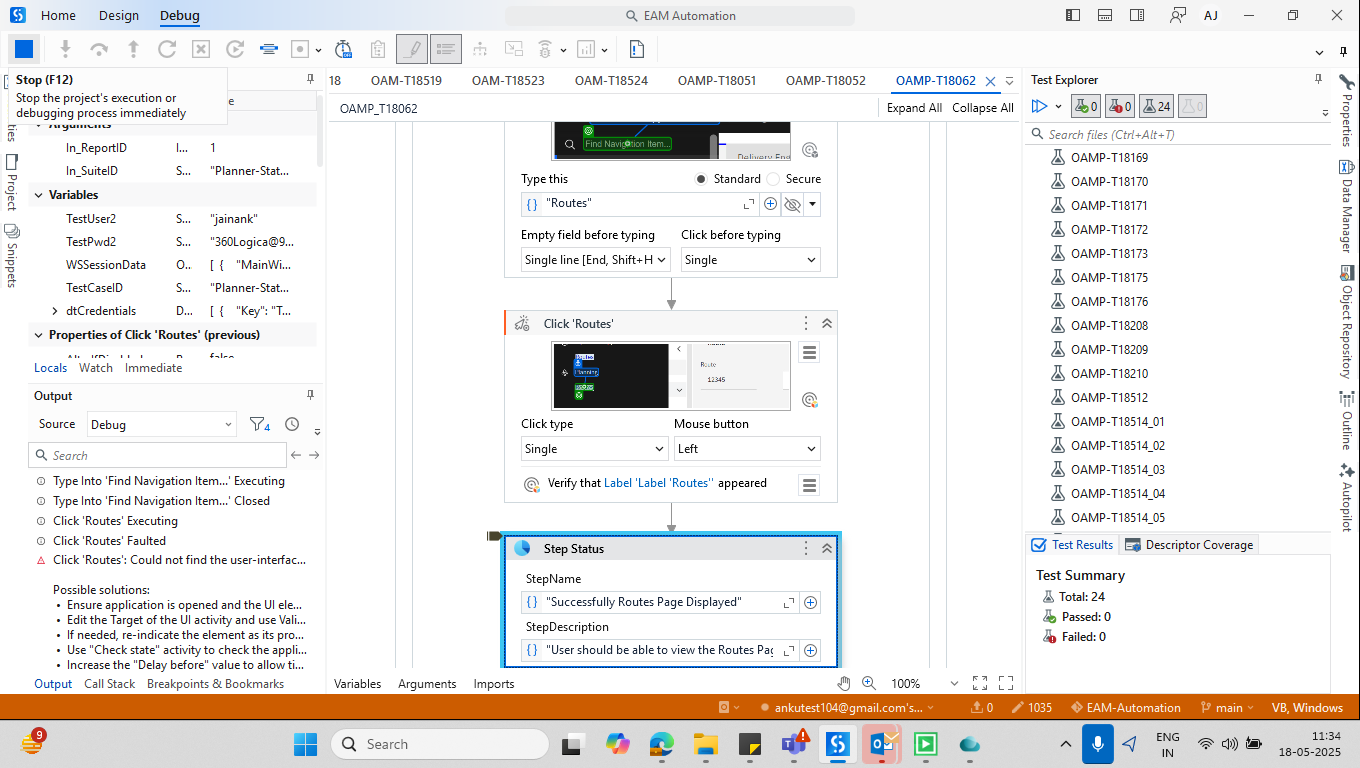 Home
Design
Debug
EAM Automation
AJ
Stop (F12)
Stop the project's execution or
debugging process immediately
Arguments
In_ReportID I... 1
In_SuiteID S... "Planner-Stat...
Variables
TestUser2 S... "jainank"
TestPwd2 S... "360Logica@9...
WSSessionData O... [ { "MainWi...
TestCaseID S... "Planner-Stat...
dtCredentials D... [ { "Key": "T...
Properties of Click 'Routes' (previous)
false
Locals
Watch
Immediate
Output
Source
Debug
4
Search
Type Into 'Find Navigation Item...' Executing
Type Into 'Find Navigation Item...' Closed
Click 'Routes' Executing
Click 'Routes' Faulted
Click 'Routes': Could not find the user-interfac...
Possible solutions:
• Ensure application is opened and the UI ele...
• Edit the Target of the UI activity and use Vali...
• If needed, re-indicate the element as its pro...
• Use "Check state" activity to check the appli...
• Increase the "Delay before" value to allow ti...
Output
Call Stack
Breakpoints & Bookmarks
Project
Snippets
18
OAM-T18519
OAM-T18523
OAM-T18524
OAMP-T18051
OAMP-T18052
OAMP-T18062
OAMP_T18062
Expand All
Collapse All
Find Navigation Item...
Delivery Eng
Type this
Standard
Secure
"Routes"
Empty field before typing
Click before typing
Single line [End, Shift+H
Single
Click 'Routes'
Planning
Route
12345
Click type
Mouse button
Single
Left
Verify that Label 'Label 'Routes'' appeared
Step Status
StepName
"Successfully Routes Page Displayed"
StepDescription
"User should be able to view the Routes Pag
Variables
Arguments
Imports
100%
Test Explorer
0
0
24
0
Search files (Ctrl+Alt+T)
OAMP-T18169
OAMP-T18170
OAMP-T18171
OAMP-T18172
OAMP-T18173
OAMP-T18175
OAMP-T18176
OAMP-T18208
OAMP-T18209
OAMP-T18210
OAMP-T18512
OAMP-T18514_01
OAMP-T18514_02
OAMP-T18514_03
OAMP-T18514_04
OAMP-T18514_05
Test Results
Descriptor Coverage
Test Summary
Total: 24
Passed: 0
Failed: 0
Properties
Data Manager
Object Repository
Outline
Autopilot
ankutest104@gmail.com's...
0
1035
EAM-Automation
main
VB, Windows
9
Search
ENG
IN
11:34
18-05-2025